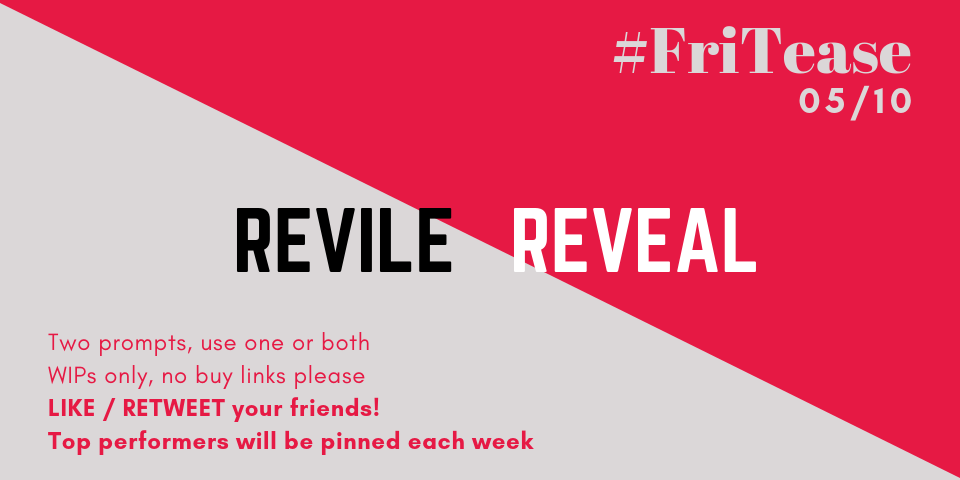 #FriTease
05/10
REVILE REVEAL
Two prompts, use one or both
WIPs only, no buy links please
LIKE / RETWEET your friends!
Top performers will be pinned each week